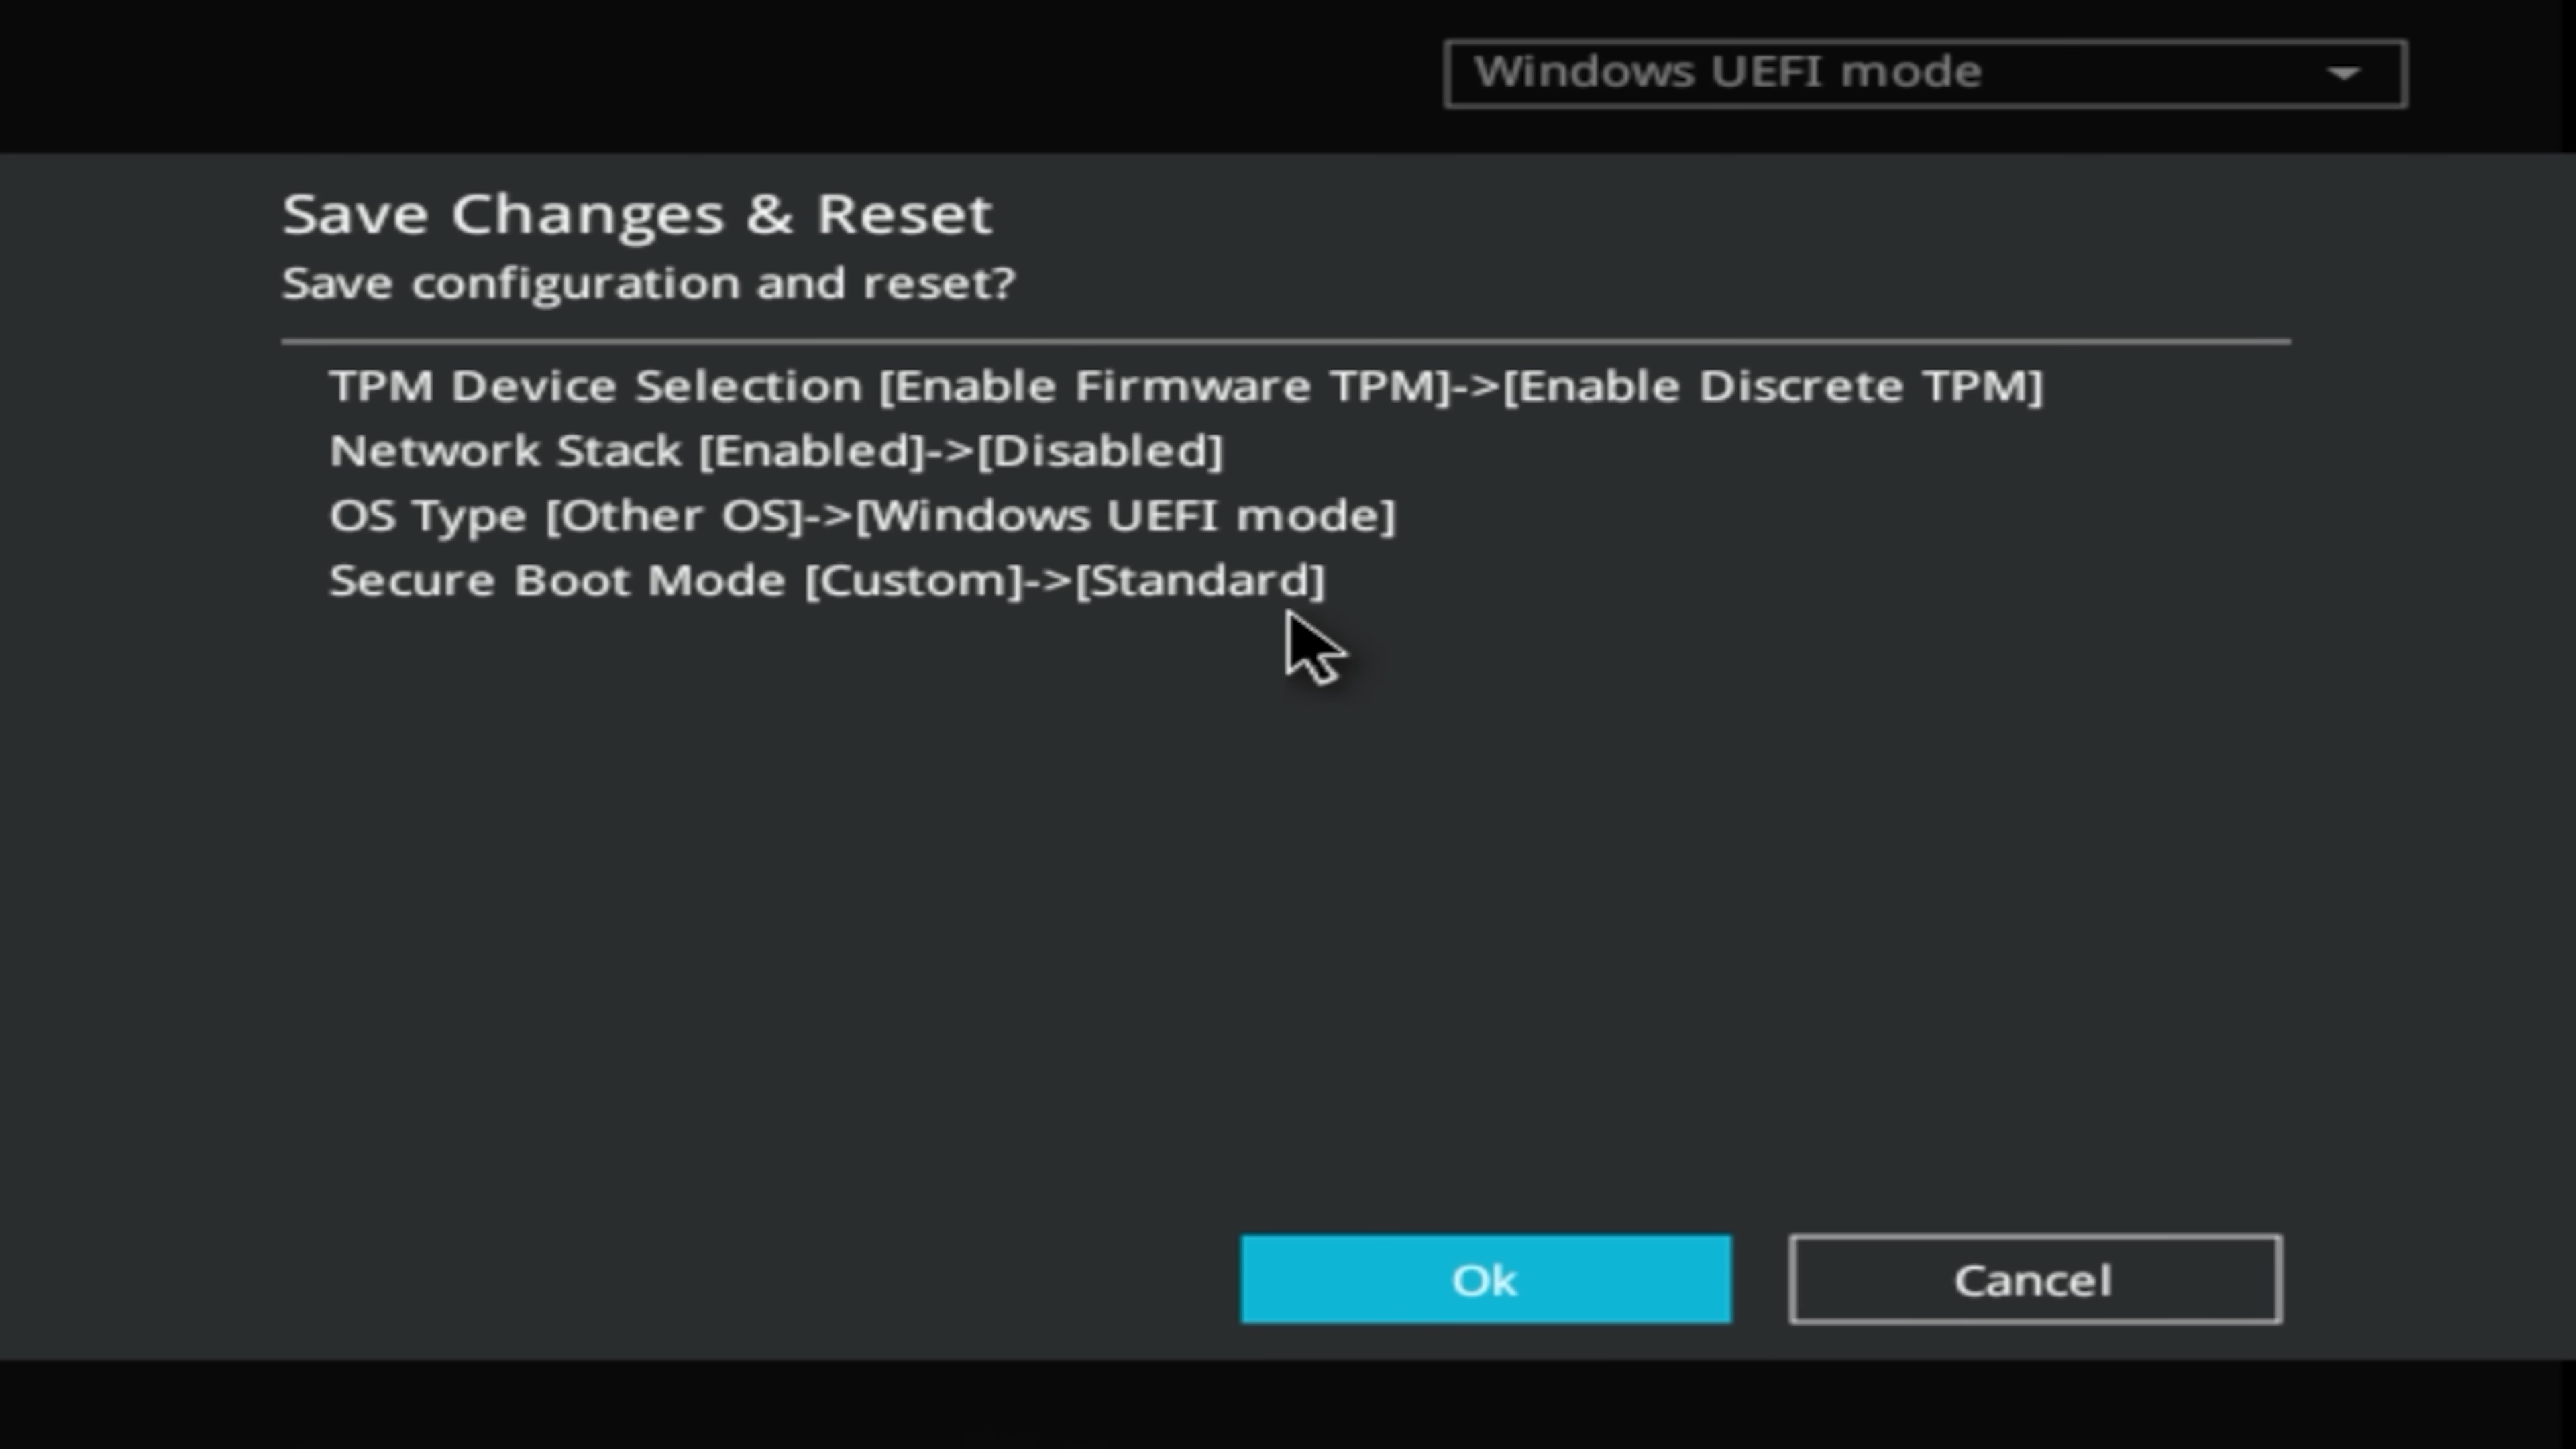 Windows UEFI mode
Save Changes & Reset
Save configuration and reset?
TPM Device Selection [Enable Firmware TPM]->[Enable Discrete TPM]
Network Stack [Enabled]->[Disabled]
OS Type [Other OS]->[Windows UEFI mode]
Secure Boot Mode [Custom]->[Standard]
Ok
Cancel